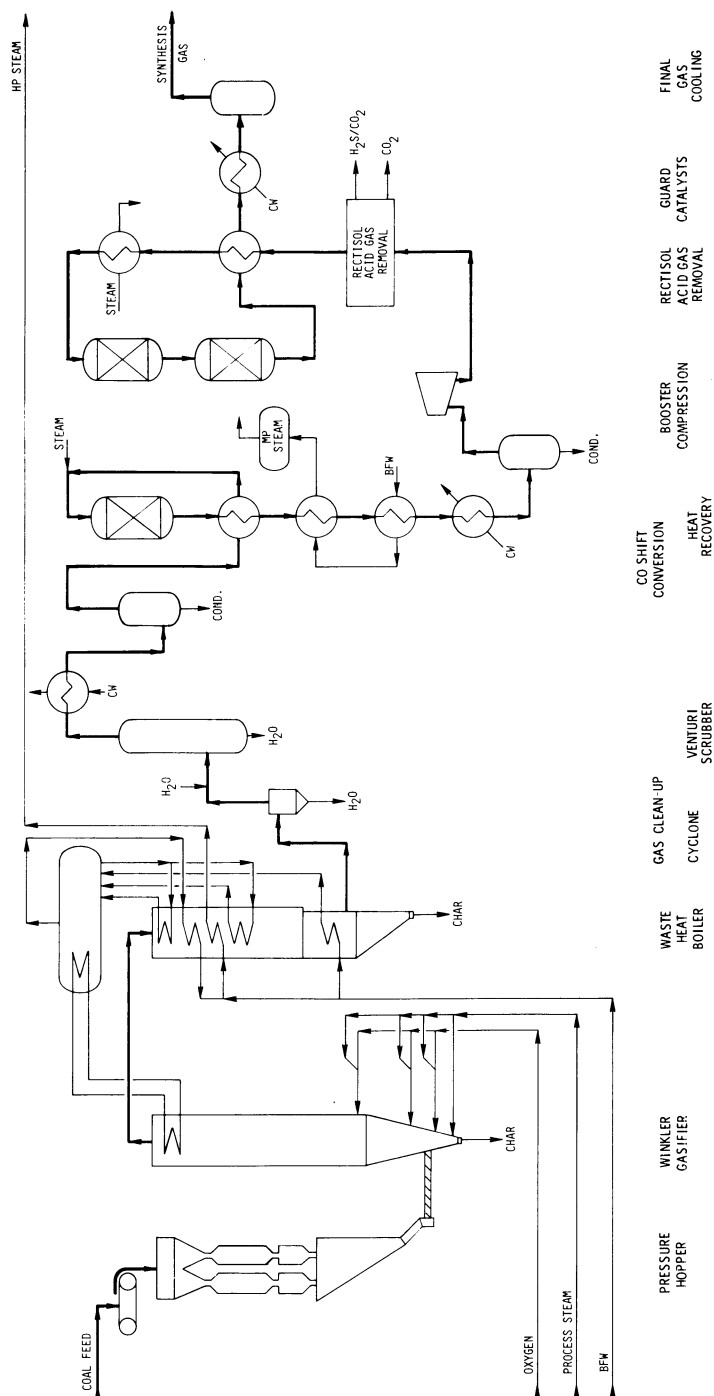 COAL FEED
OXYGEN
PROCESS STEAM
BFW
CHAR
CHAR
H2O
H2O
H2O
CW
COND.
STEAM
MP
STEAM
BFW
CW
COND.
RECTISOL
ACID GAS
REMOVAL
H2S/CO2
CO2
STEAM
CW
SYNTHESIS
GAS
HP STEAM
PRESSURE
HOPPER
WINKLER
GASIFIER
WASTE
HEAT
BOILER
GAS CLEAN-UP
CYCLONE
VENTURI
SCRUBBER
CO SHIFT
CONVERSION
HEAT
RECOVERY
BOOSTER
COMPRESSION
RECTISOL
ACID GAS
REMOVAL
GUARD
CATALYSTS
FINAL
GAS
COOLING